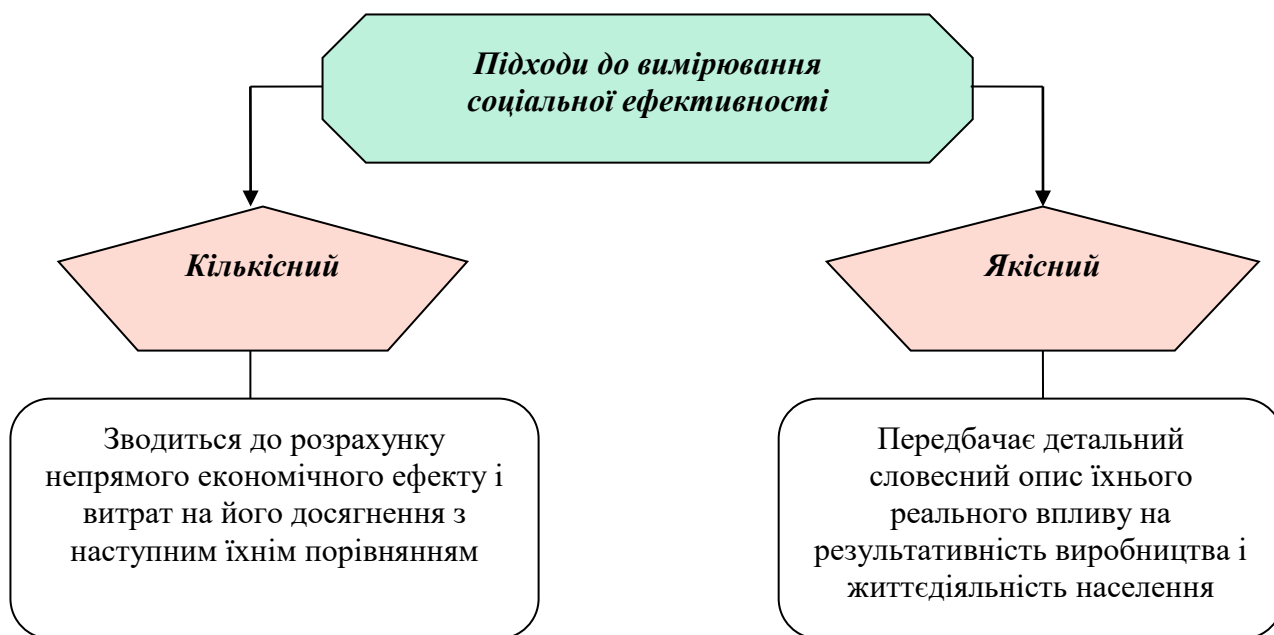 Підходи до вимірювання
соціальної ефективності
Кількісний
Якісний
Зводиться до розрахунку
непрямого економічного ефекту і
витрат на його досягнення з
наступним їхнім порівнянням
Передбачає детальний
словесний опис їхнього
реального впливу на
результативність виробництва і
життєдіяльність населення